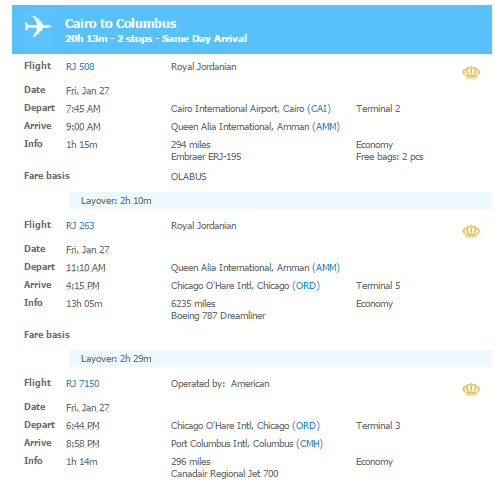 Cairo to Columbus
20h 13m - 2 stops - Same Day Arrival
Flight RJ 508 Royal Jordanian
Date Fri, Jan 27
Depart 7:45 AM Cairo International Airport, Cairo (CAI) Terminal 2
Arrive 9:00 AM Queen Alia International, Amman (AMM)
Info 1h 15m 294 miles Economy
Embraer ERJ-195 Free bags: 2 pcs
Fare basis OLABUS
Layover: 2h 10m
Flight RJ 263 Royal Jordanian
Date Fri, Jan 27
Depart 11:10 AM Queen Alia International, Amman (AMM)
Arrive 4:15 PM Chicago O'Hare Intl, Chicago (ORD) Terminal 5
Info 13h 05m 6235 miles Economy
Boeing 787 Dreamliner
Fare basis
Layover: 2h 29m
Flight RJ 7150 Operated by: American
Date Fri, Jan 27
Depart 6:44 PM Chicago O'Hare Intl, Chicago (ORD) Terminal 3
Arrive 8:58 PM Port Columbus Intl, Columbus (CMH)
Info 1h 14m 296 miles Economy
Canadair Regional Jet 700